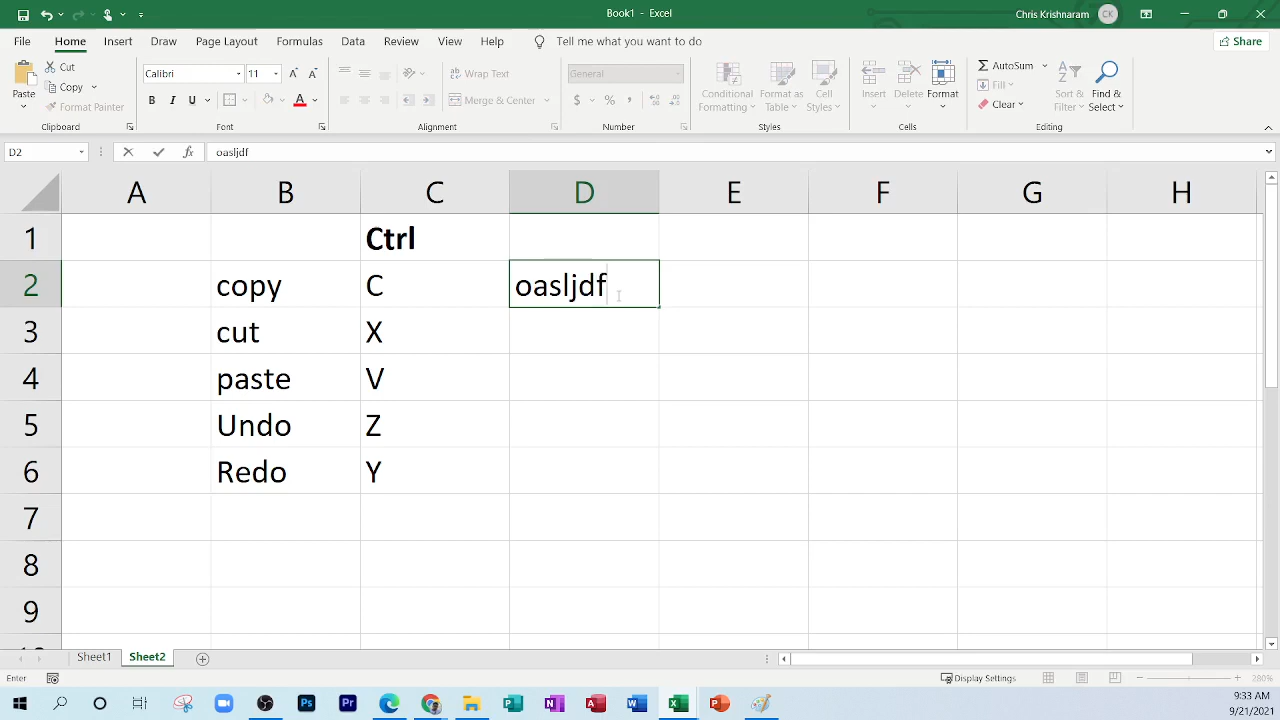 Book1 - Excel
Chris Krishnaram CK
File Home Insert Draw Page Layout Formulas Data Review View Help Tell me what you want to do Share
Paste
Cut
Copy
Format Painter
Clipboard
Calibri 11
B I U A
Font
Wrap Text
Merge & Center
Alignment
General
$ % ,
Number
Conditional Formatting
Format as Table
Cell Styles
Styles
Insert
Delete
Format
Cells
AutoSum
Fill
Clear
Sort & Filter
Find & Select
Editing
D2 fx oasljdf
A B C D E F G H
1 Ctrl
2 copy C oasljdf
3 cut X
4 paste V
5 Undo Z
6 Redo Y
7
8
9
Sheet1 Sheet2
Enter Display Settings 280%
9:33 AM
9/21/2021